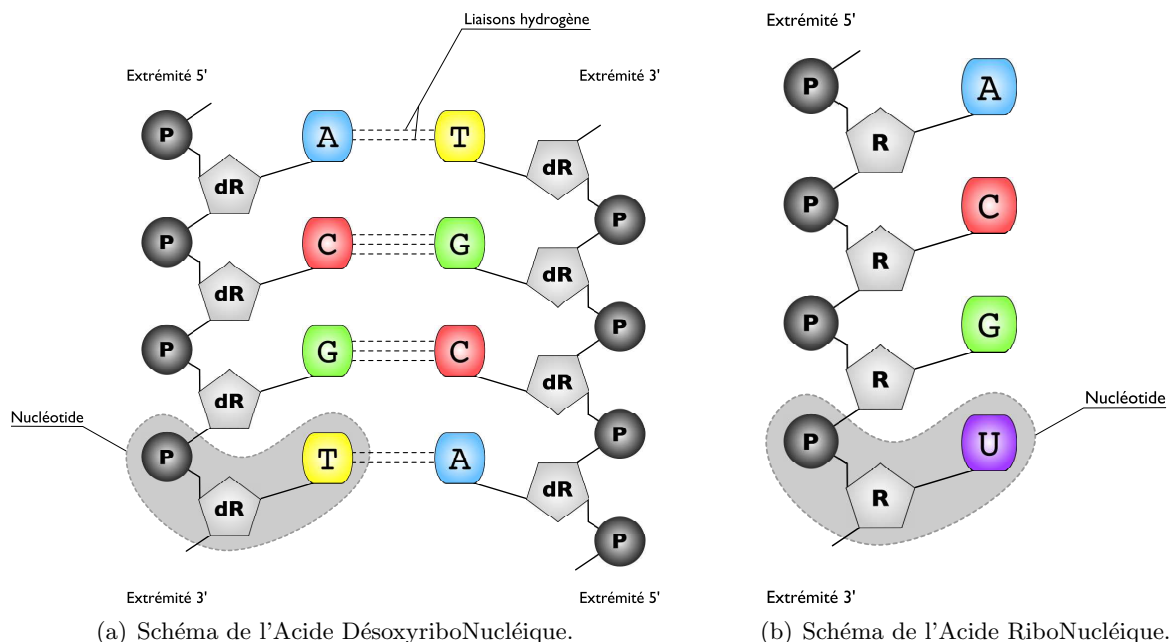 Liaisons hydrogène
Extrémité 5'
Extrémité 3'
P
A
T
dR
dR
P
P
C
G
dR
dR
P
P
G
C
dR
dR
Nucléotide
P
P
T
A
dR
dR
P
Extrémité 3'
Extrémité 5'
(a) Schéma de l'Acide DésoxyriboNucléique.
Extrémité 5'
P
A
R
P
C
R
P
G
R
Nucléotide
P
U
R
Extrémité 3'
(b) Schéma de l'Acide RiboNucléique.